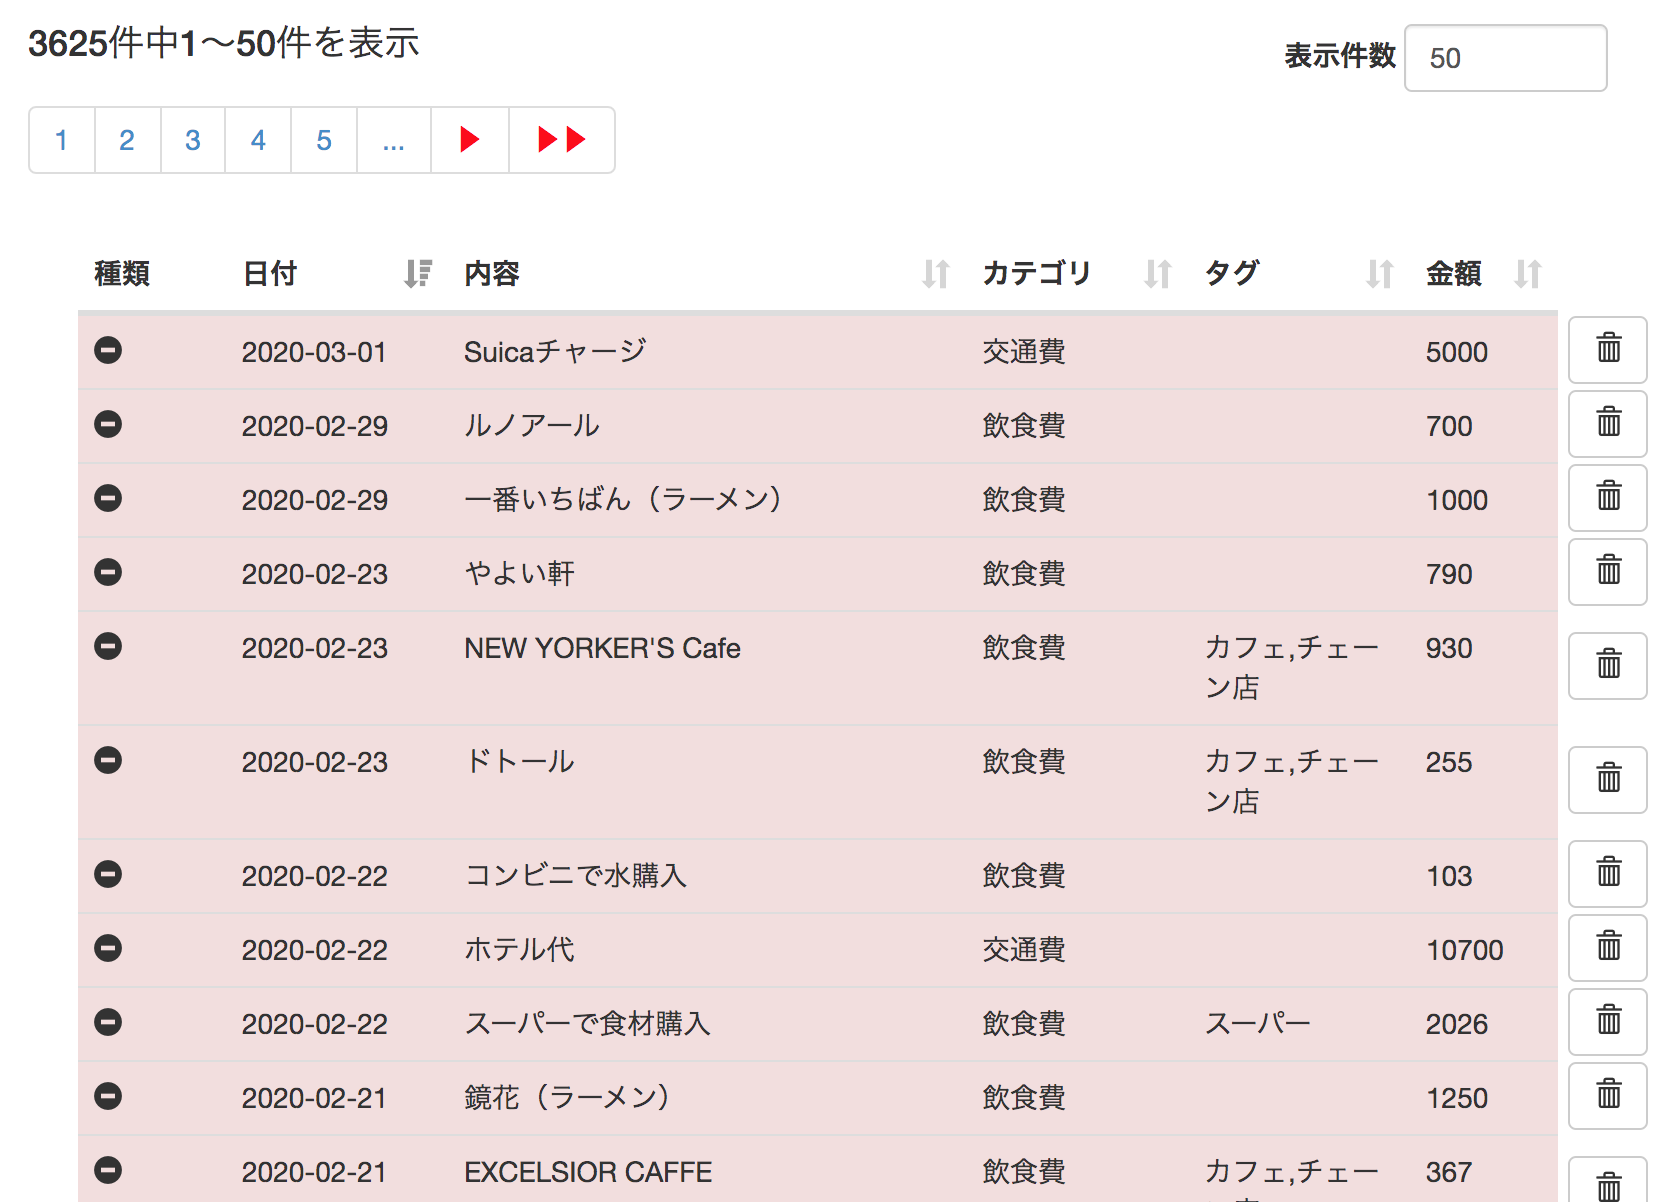 3625件中1〜50件を表示
表示件数 50
1 2 3 4 5 ...
種類 日付 内容 カテゴリ タグ 金額
2020-03-01 Suicaチャージ 交通費 5000
2020-02-29 ルノアール 飲食費 700
2020-02-29 一番いちばん（ラーメン） 飲食費 1000
2020-02-23 やよい軒 飲食費 790
2020-02-23 NEW YORKER'S Cafe 飲食費 カフェ,チェー 930
ン店
2020-02-23 ドトール 飲食費 カフェ,チェー 255
ン店
2020-02-22 コンビニで水購入 飲食費 103
2020-02-22 ホテル代 交通費 10700
2020-02-22 スーパーで食材購入 飲食費 スーパー 2026
2020-02-21 鏡花（ラーメン） 飲食費 1250
2020-02-21 EXCELSIOR CAFFE 飲食費 カフェ,チェー 367